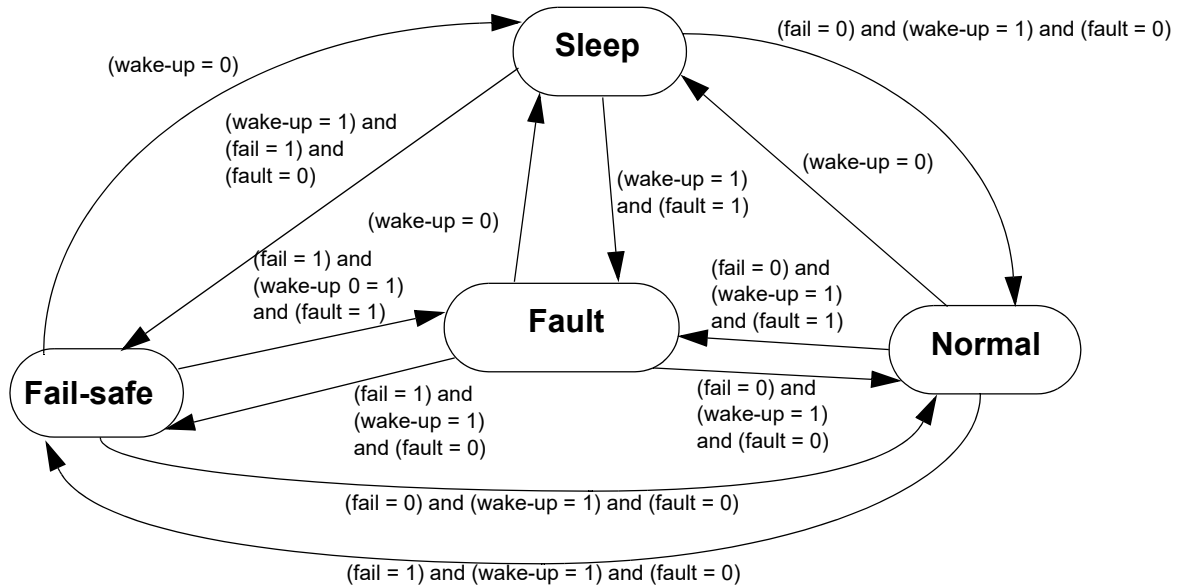 Sleep
(fail = 0) and (wake-up = 1) and (fault = 0)
(wake-up = 0)
(wake-up = 1) and
(fail = 1) and
(fault = 0)
(wake-up = 0)
(wake-up = 1)
and (fault = 1)
(wake-up = 0)
(fail = 1) and
(wake-up 0 = 1)
and (fault = 1)
(fail = 0) and
(wake-up = 1)
and (fault = 1)
Fault
Normal
Fail-safe
(fail = 1) and
(wake-up = 1)
and (fault = 0)
(fail = 0) and
(wake-up = 1)
and (fault = 0)
(fail = 0) and (wake-up = 1) and (fault = 0)
(fail = 1) and (wake-up = 1) and (fault = 0)